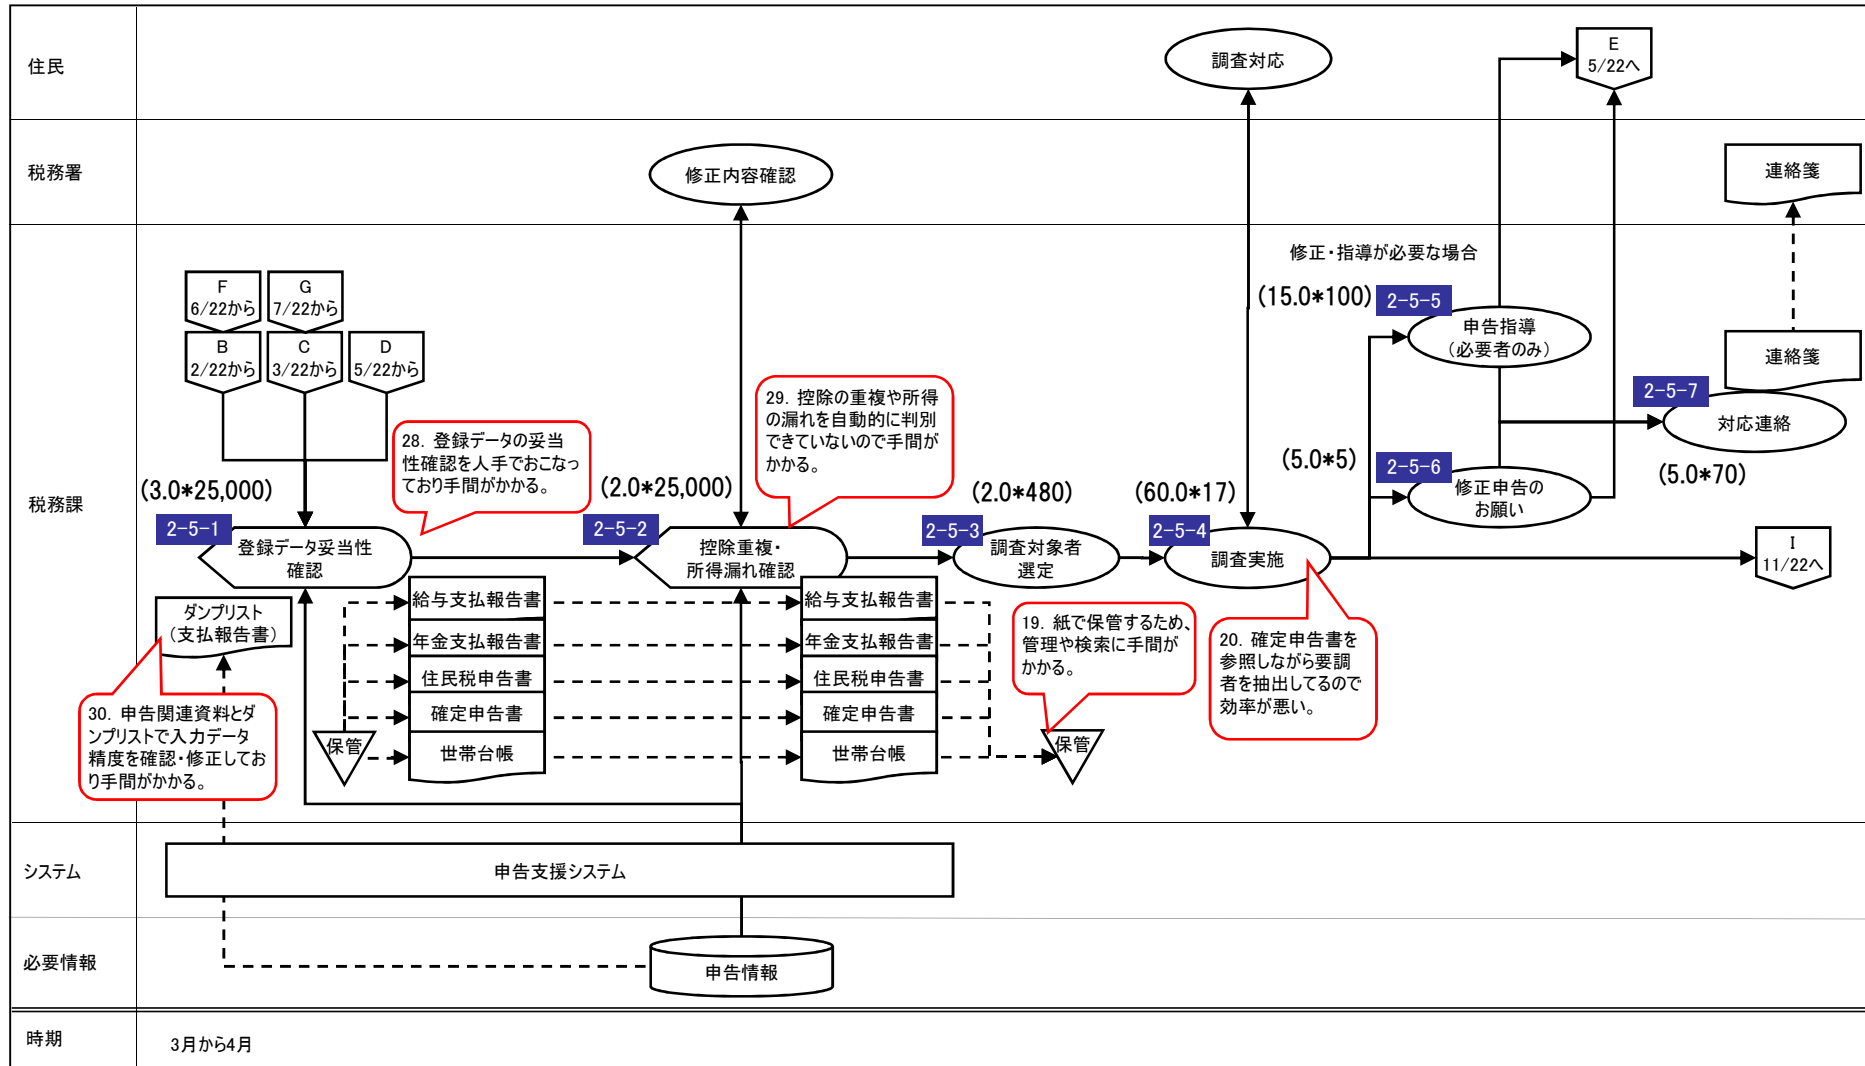 住民
調査対応
E
5/22へ
税務署
修正内容確認
連絡箋
税務課
F
6/22から
G
7/22から
B
2/22から
C
3/22から
D
5/22から
修正・指導が必要な場合
(15.0*100)
2-5-5
申告指導
（必要者のみ）
連絡箋
2-5-7
対応連絡
(5.0*70)
28. 登録データの妥当
性確認を人手でおこなっ
ており手間がかかる。
29. 控除の重複や所得
の漏れを自動的に判別
できていないので手間が
かかる。
(5.0*5)
2-5-6
修正申告の
お願い
(3.0*25,000)
2-5-1
登録データ妥当性
確認
(2.0*25,000)
2-5-2
控除重複・
所得漏れ確認
(2.0*480)
2-5-3
調査対象者
選定
(60.0*17)
2-5-4
調査実施
I
11/22へ
ダンプリスト
（支払報告書）
給与支払報告書
年金支払報告書
住民税申告書
確定申告書
世帯台帳
保管
給与支払報告書
年金支払報告書
住民税申告書
確定申告書
世帯台帳
保管
19. 紙で保管するため、
管理や検索に手間が
かかる。
20. 確定申告書を
参照しながら要調
者を抽出してるので
効率が悪い。
30. 申告関連資料とダ
ンプリストで入力データ
精度を確認・修正してお
り手間がかかる。
システム
申告支援システム
必要情報
申告情報
時期
3月から4月